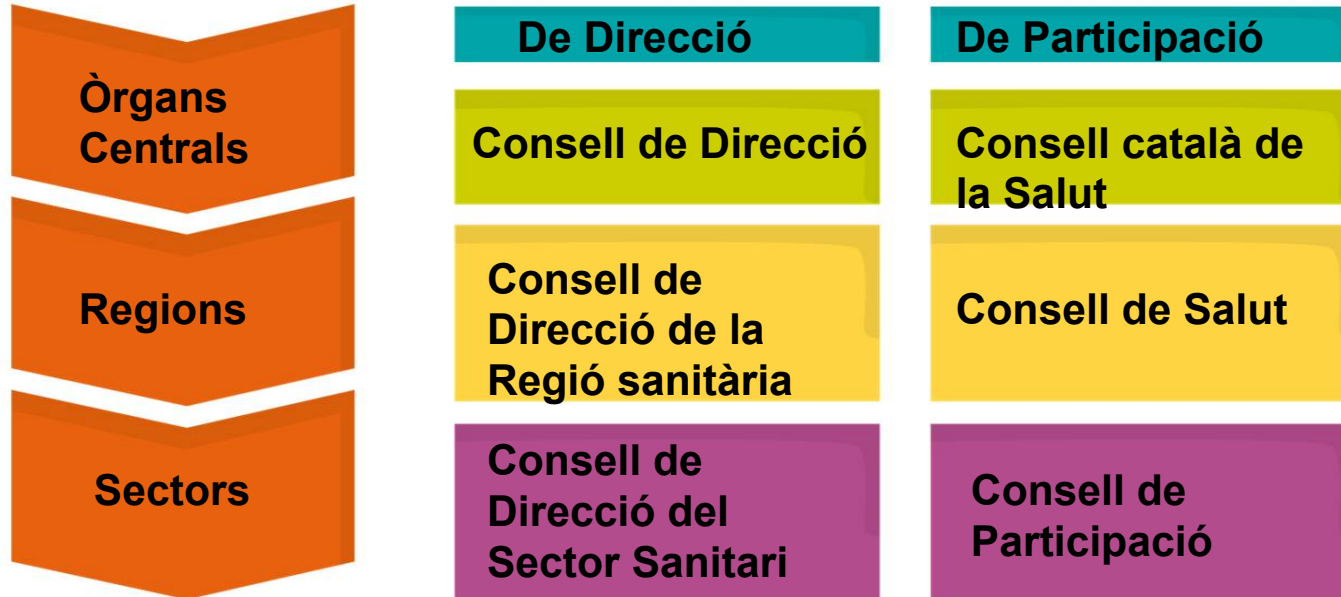 De Direcció
De Participació
Òrgans
Centrals
Consell de Direcció
Consell català de
la Salut
Regions
Consell de
Direcció de la
Regió sanitària
Consell de Salut
Sectors
Consell de
Direcció del
Sector Sanitari
Consell de
Participació